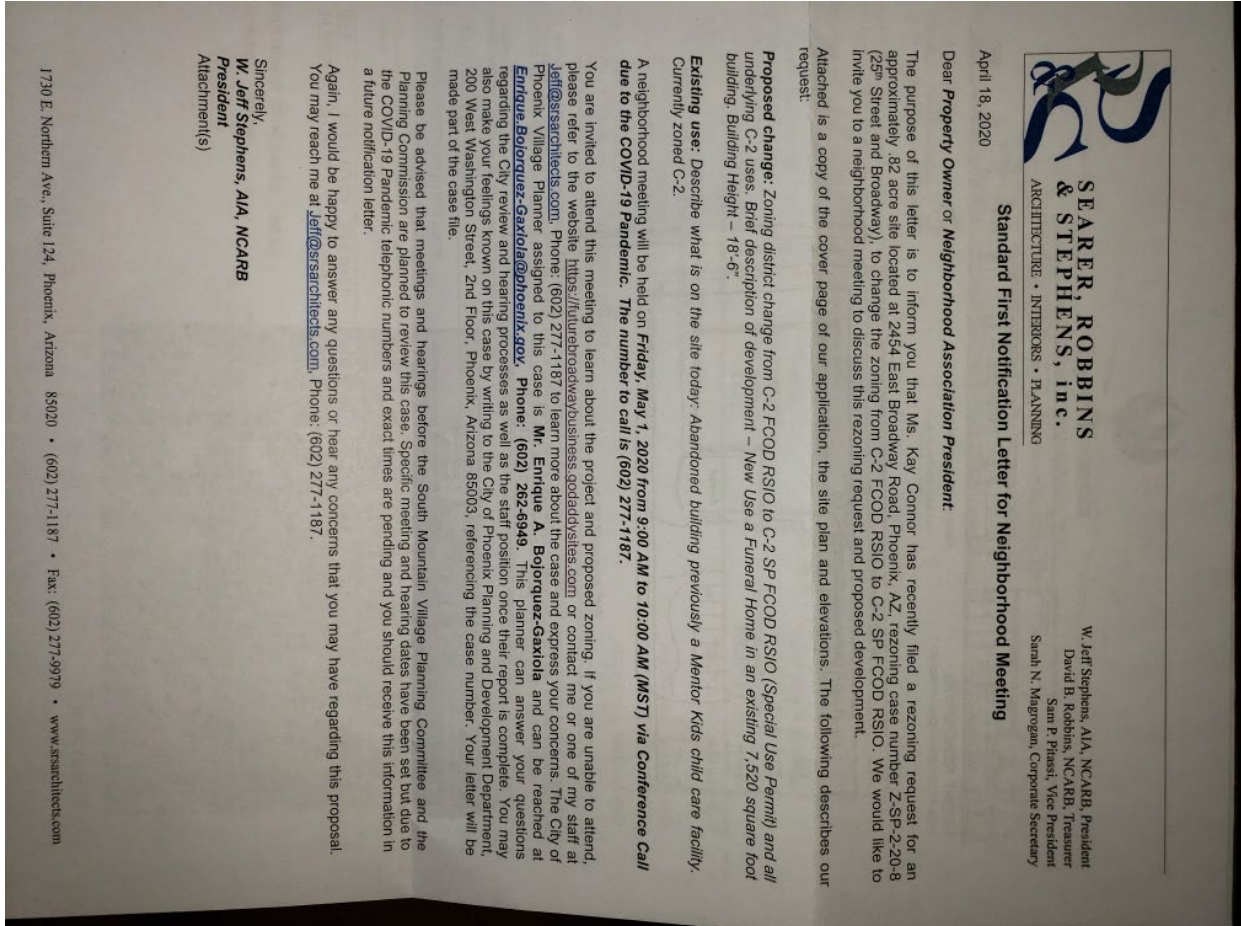 SEARER, ROBBINS
& STEPHENS, inc.
ARCHITECTURE • INTERIORS • PLANNING
W. Jeff Stephens, AIA, NCARB, President
David B. Robbins, NCARB, Treasurer
Sam P. Pitassi, Vice President
Sarah N. Magrogan, Corporate Secretary
April 18, 2020
Standard First Notification Letter for Neighborhood Meeting
Dear Property Owner or Neighborhood Association President:
The purpose of this letter is to inform you that Ms. Kay Connor has recently filed a rezoning request for an
approximately .82 acre site located at 2454 East Broadway Road, Phoenix, AZ, rezoning case number Z-SP-2-20-8
(25th Street and Broadway), to change the zoning from C-2 FCOD RSIO to C-2 SP FCOD RSIO. We would like to
invite you to a neighborhood meeting to discuss this rezoning request and proposed development.
Attached is a copy of the cover page of our application, the site plan and elevations. The following describes our
request:
Proposed change: Zoning district change from C-2 FCOD RSIO to C-2 SP FCOD RSIO (Special Use Permit) and all
underlying C-2 uses. Brief description of development – New Use a Funeral Home in an existing 7,520 square foot
building. Building Height – 18'-6".
Existing use: Describe what is on the site today: Abandoned building previously a Mentor Kids child care facility.
Currently zoned C-2.
A neighborhood meeting will be held on Friday, May 1, 2020 from 9:00 AM to 10:00 AM (MST) via Conference Call
due to the COVID-19 Pandemic. The number to call is (602) 277-1187.
You are invited to attend this meeting to learn about the project and proposed zoning. If you are unable to attend,
please refer to the website https://futurebroadwaybusiness.godaddysites.com or contact me or one of my staff at
Jeff@srsarchitects.com, Phone: (602) 277-1187 to learn more about the case and express your concerns. The City of
Phoenix Village Planner assigned to this case is Mr. Enrique A. Bojorquez-Gaxiola and can be reached at
Enrique.Bojorquez-Gaxiola@phoenix.gov, Phone: (602) 262-6949. This planner can answer your questions
regarding the City review and hearing processes as well as the staff position once their report is complete. You may
also make your feelings known on this case by writing to the City of Phoenix Planning and Development Department,
200 West Washington Street, 2nd Floor, Phoenix, Arizona 85003, referencing the case number. Your letter will be
made part of the case file.
Please be advised that meetings and hearings before the South Mountain Village Planning Committee and the
Planning Commission are planned to review this case. Specific meeting and hearing dates have been set but due to
the COVID-19 Pandemic telephonic numbers and exact times are pending and you should receive this information in
a future notification letter.
Again, I would be happy to answer any questions or hear any concerns that you may have regarding this proposal.
You may reach me at Jeff@srsarchitects.com, Phone: (602) 277-1187.
Sincerely,
W. Jeff Stephens, AIA, NCARB
President
Attachment(s)
1730 E. Northern Ave., Suite 124, Phoenix, Arizona 85020 • (602) 277-1187 • Fax: (602) 277-9979 • www.srsarchitects.com